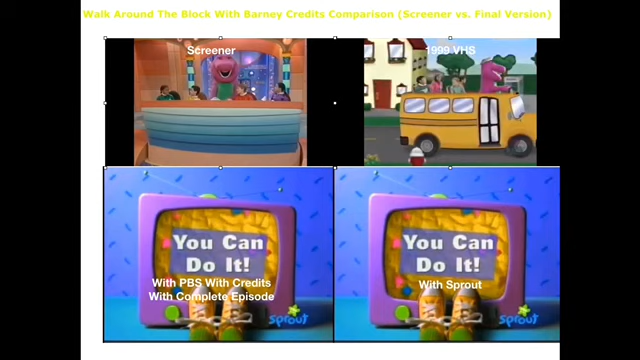 Walk Around The Block With Barney Credits Comparison (Screener vs. Final Version)
Screener
1999 VHS
You Can
Do It!
With PBS With Credits
With Complete Episode
sprout
You Can
Do It!
With Sprout
sprout